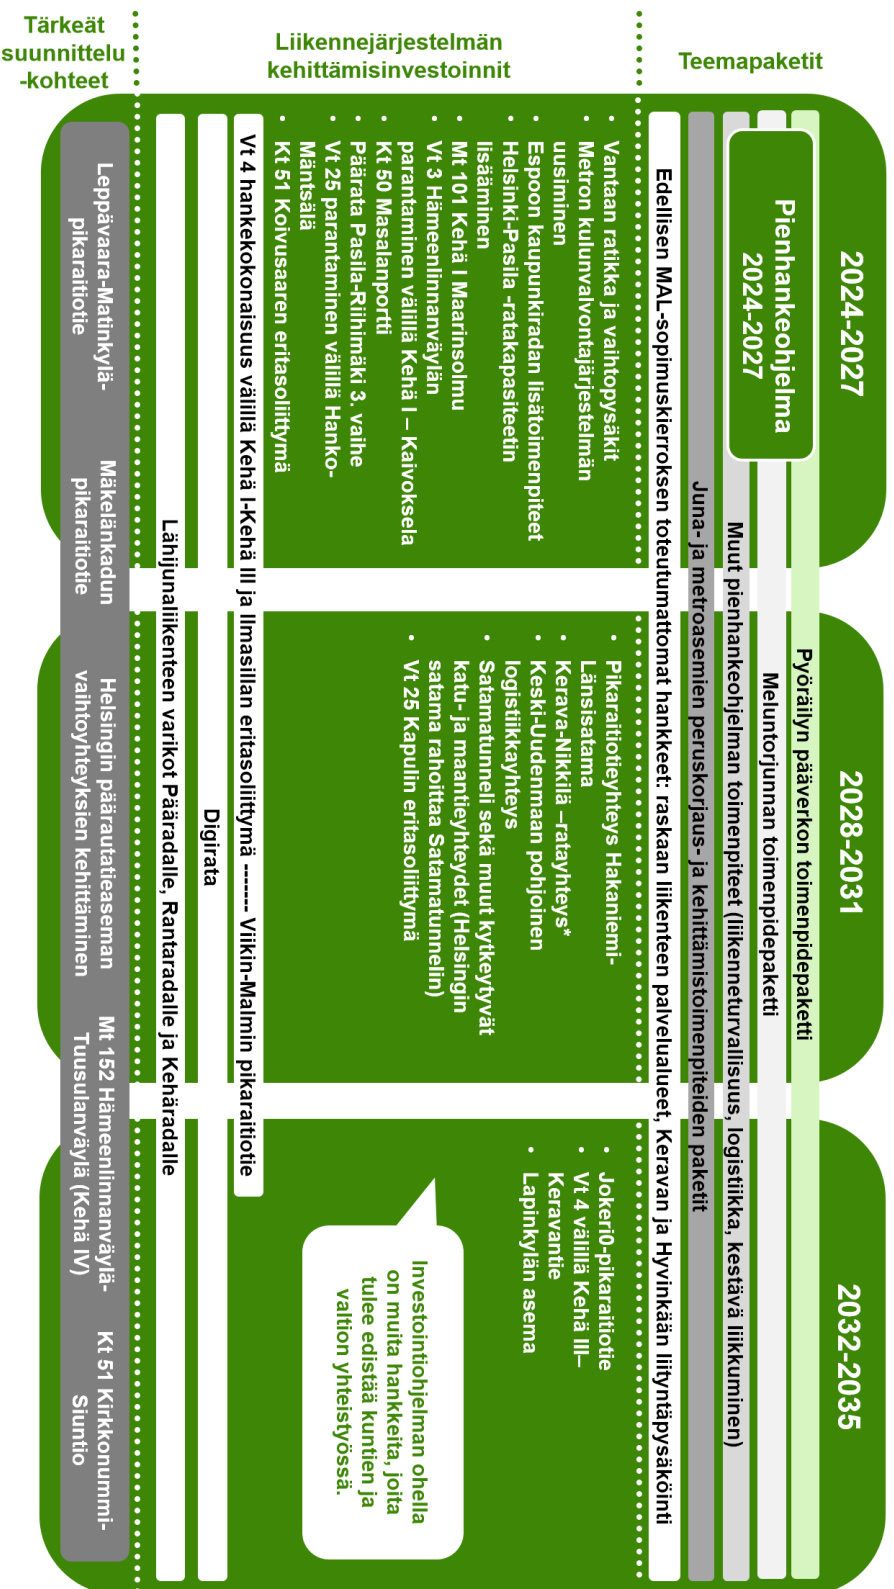 2024-2027
2028-2031
2032-2035
Teemapaketit
Pienhankeohjelma
2024-2027
Pyöräilyn pääverkon toimenpidepaketti
Meluntorjunnan toimenpidepaketti
Muut pienhankeohjelman toimenpiteet (liikenneturvallisuus, logistiikka, kestävä liikkuminen)
Juna- ja metroasemien peruskorjaus- ja kehittämistoimenpiteiden paketit
Edellisen MAL-sopimuskierroksen toteutumattomat hankkeet: raskaan liikenteen palvelualueet, Keravan ja Hyvinkään liityntäpysäköinti
Liikennejärjestelmän
kehittämisinvestoinnit
• Vantaan ratikka ja vaihtopysäkit
• Metron kulunvalvontajärjestelmän
uusiminen
• Espoon kaupunkiradan lisätoimenpiteet
• Helsinki-Pasila -ratakapasiteetin
lisääminen
• Mt 101 Kehä I Maarinsolmu
• Vt 3 Hämeenlinnanväylän
parantaminen välillä Kehä I – Kaivoksela
• Kt 50 Masalanportti
• Päärata Pasila-Riihimäki 3. vaihe
• Vt 25 parantaminen välillä Hanko-
Mäntsälä
• Kt 51 Koivusaaren eritasoliittymä
• Pikaraitiotieyhteys Hakaniemi-
Länsisatama
• Kerava-Nikkilä –ratayhteys*
• Keski-Uudenmaan pohjoinen
logistiikkayhteys
• Satamatunneli sekä muut kytkeytyvät
katu- ja maantieyhteydet (Helsingin
satama rahoittaa Satamatunnelin)
• Vt 25 Kapulin eritasoliittymä
• Jokeri0-pikaraitiotie
• Vt 4 välillä Kehä III–
Keravantie
• Lapinkylän asema
Investointiohjelman ohella
on muita hankkeita, joita
tulee edistää kuntien ja
valtion yhteistyössä.
Vt 4 hankekokonaisuus välillä Kehä I-Kehä III ja Ilmasillan eritasoliittymä -------- Viikin-Malmin pikaraitiotie
Digirata
Lähijunaliikenteen varikot Pääradalle, Rantaradalle ja Kehäradalle
Tärkeät
suunnittelu
-kohteet
Leppävaara-Matinkylä-
pikaraitiotie
Mäkelänkadun
pikaraitiotie
Helsingin päärautatieaseman
vaihtoyhteyksien kehittäminen
Mt 152 Hämeenlinnanväylä-
Tuusulanväylä (Kehä IV)
Kt 51 Kirkkonummi-
Siuntio